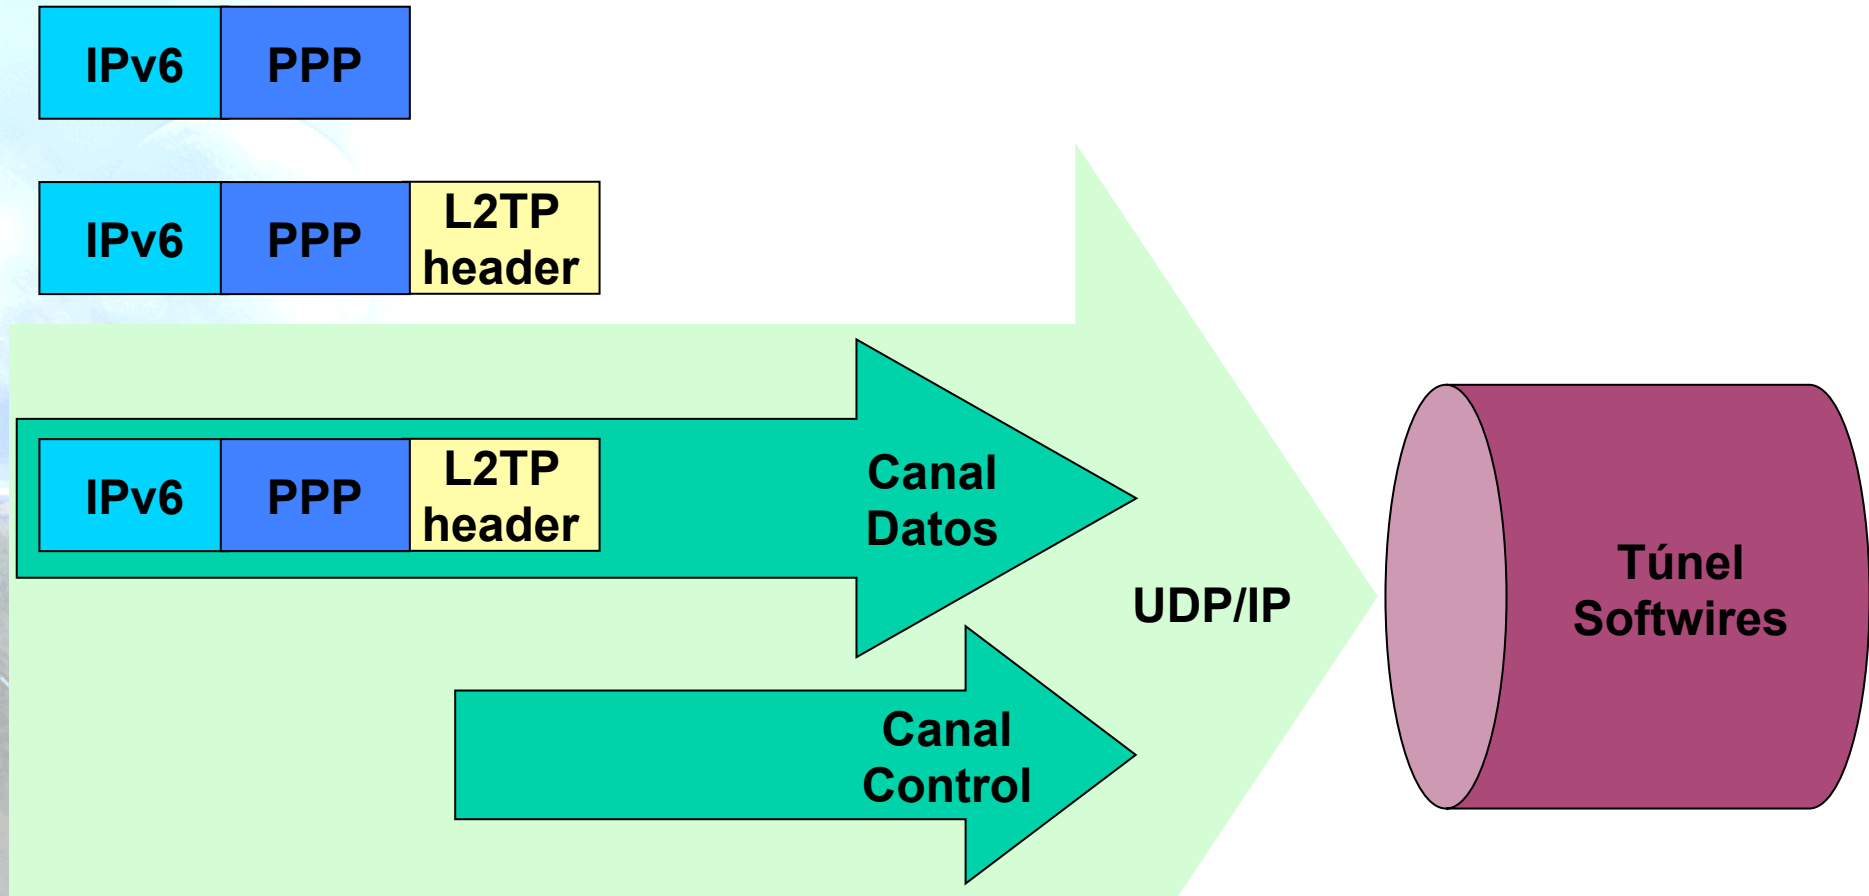 IPv6 PPP
IPv6 PPP L2TP
header
IPv6 PPP L2TP
header
Canal
Datos
UDP/IP
Canal
Control
Túnel
Softwires